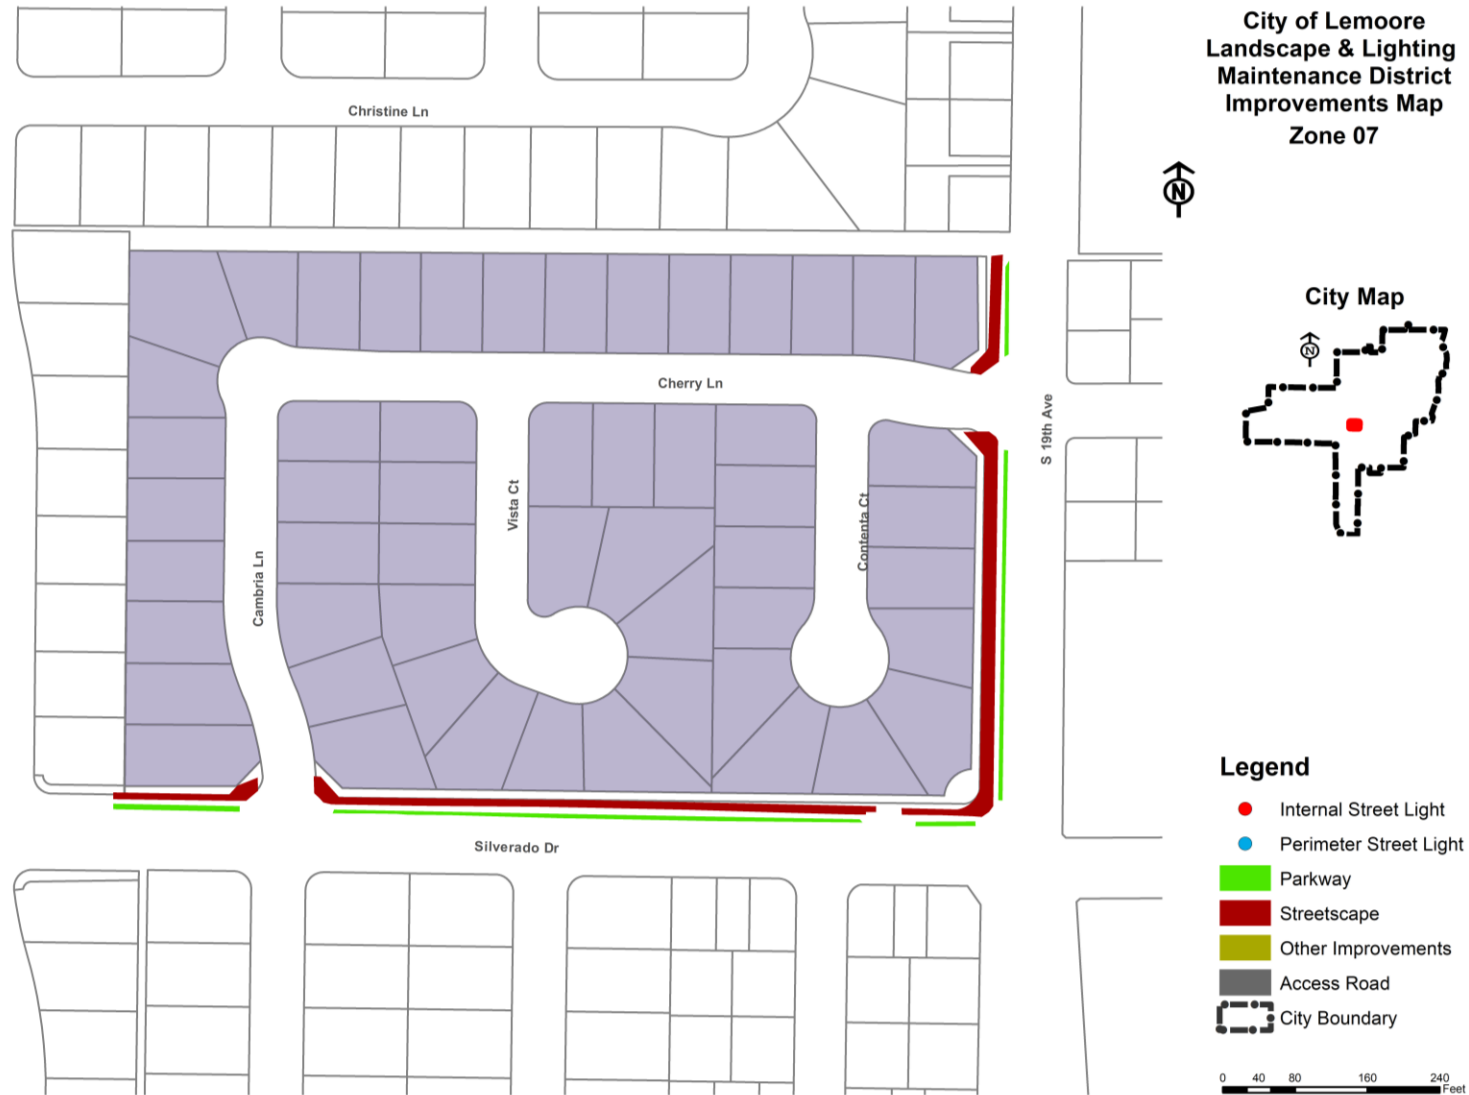 City of Lemoore
Landscape & Lighting
Maintenance District
Improvements Map
Zone 07
Christine Ln
N
City Map
N
Cherry Ln
S 19th Ave
Vista Ct
Contenta Ct
Cambria Ln
Silverado Dr
Legend
Internal Street Light
Perimeter Street Light
Parkway
Streetscape
Other Improvements
Access Road
City Boundary
0 40 80 160 240
Feet